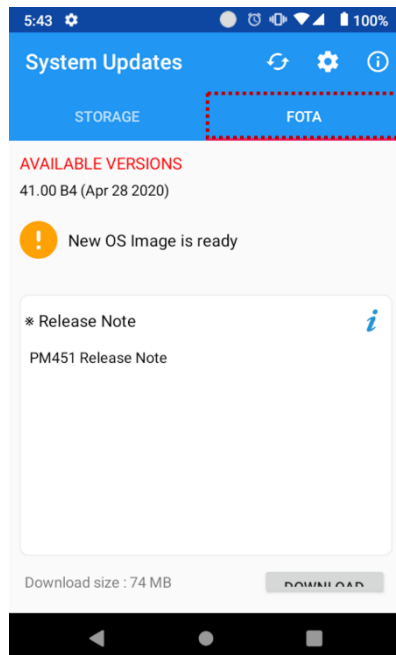 5:43 100%
System Updates
STORAGE FOTA
AVAILABLE VERSIONS
41.00 B4 (Apr 28 2020)
New OS Image is ready
※ Release Note
PM451 Release Note
Download size : 74 MB DOWNLOAD